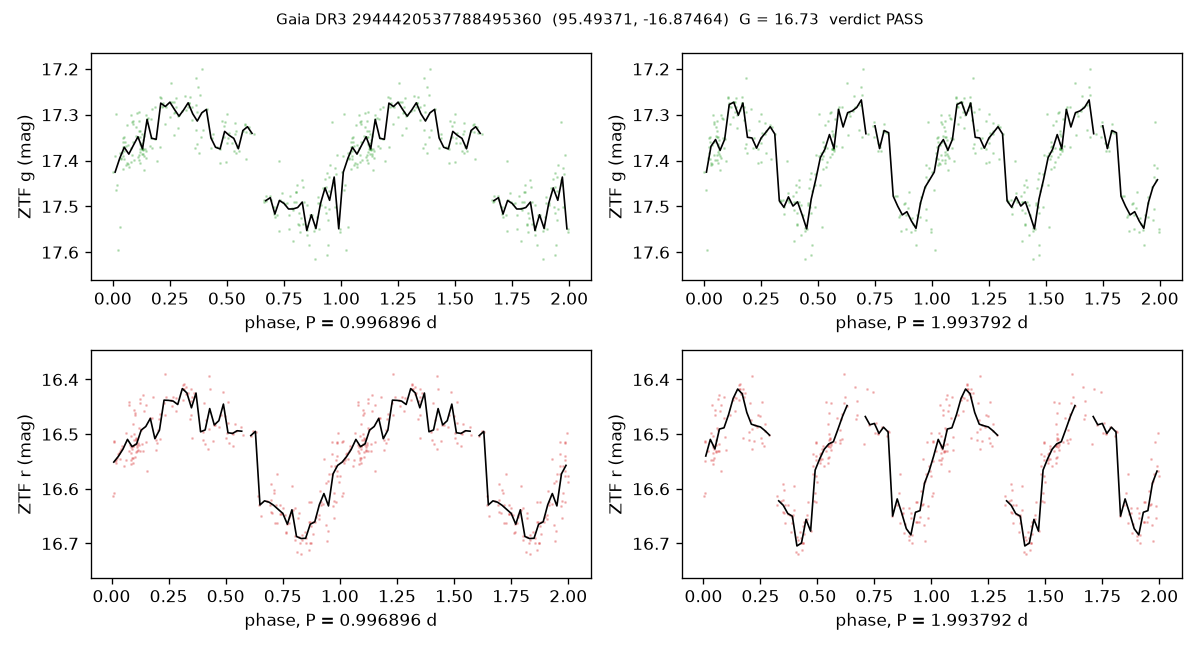 Gaia DR3 2944420537788495360  (95.49371, -16.87464)  G = 16.73  verdict PASS
ZTF g (mag)
17.2
17.3
17.4
17.5
17.6
0.00 0.25 0.50 0.75 1.00 1.25 1.50 1.75 2.00
phase, P = 0.996896 d
ZTF g (mag)
17.2
17.3
17.4
17.5
17.6
0.00 0.25 0.50 0.75 1.00 1.25 1.50 1.75 2.00
phase, P = 1.993792 d
ZTF r (mag)
16.4
16.5
16.6
16.7
0.00 0.25 0.50 0.75 1.00 1.25 1.50 1.75 2.00
phase, P = 0.996896 d
ZTF r (mag)
16.4
16.5
16.6
16.7
0.00 0.25 0.50 0.75 1.00 1.25 1.50 1.75 2.00
phase, P = 1.993792 d